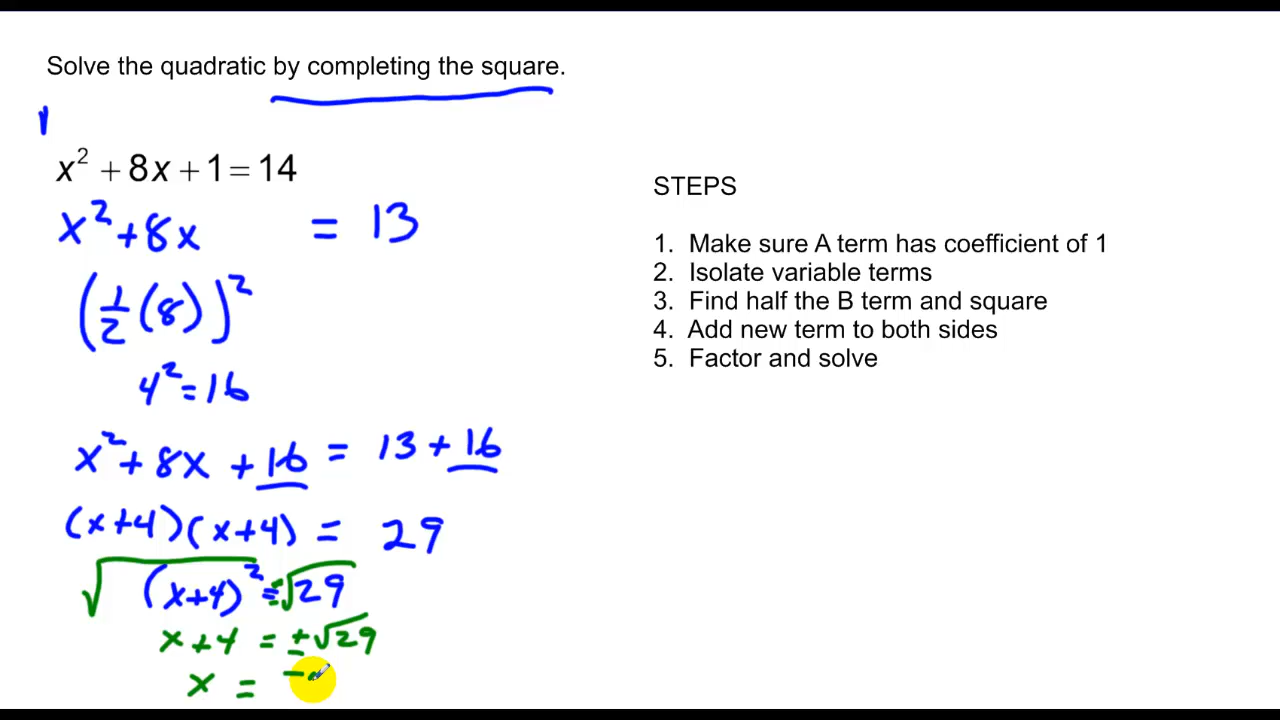 Solve the quadratic by completing the square.
x² + 8x + 1 = 14
x² + 8x = 13
(1/2 (8))²
4² = 16
x² + 8x + 16 = 13 + 16
(x+4)(x+4) = 29
√(x+4)² = ±√29
x + 4 = ±√29
x = -
STEPS
1. Make sure A term has coefficient of 1
2. Isolate variable terms
3. Find half the B term and square
4. Add new term to both sides
5. Factor and solve